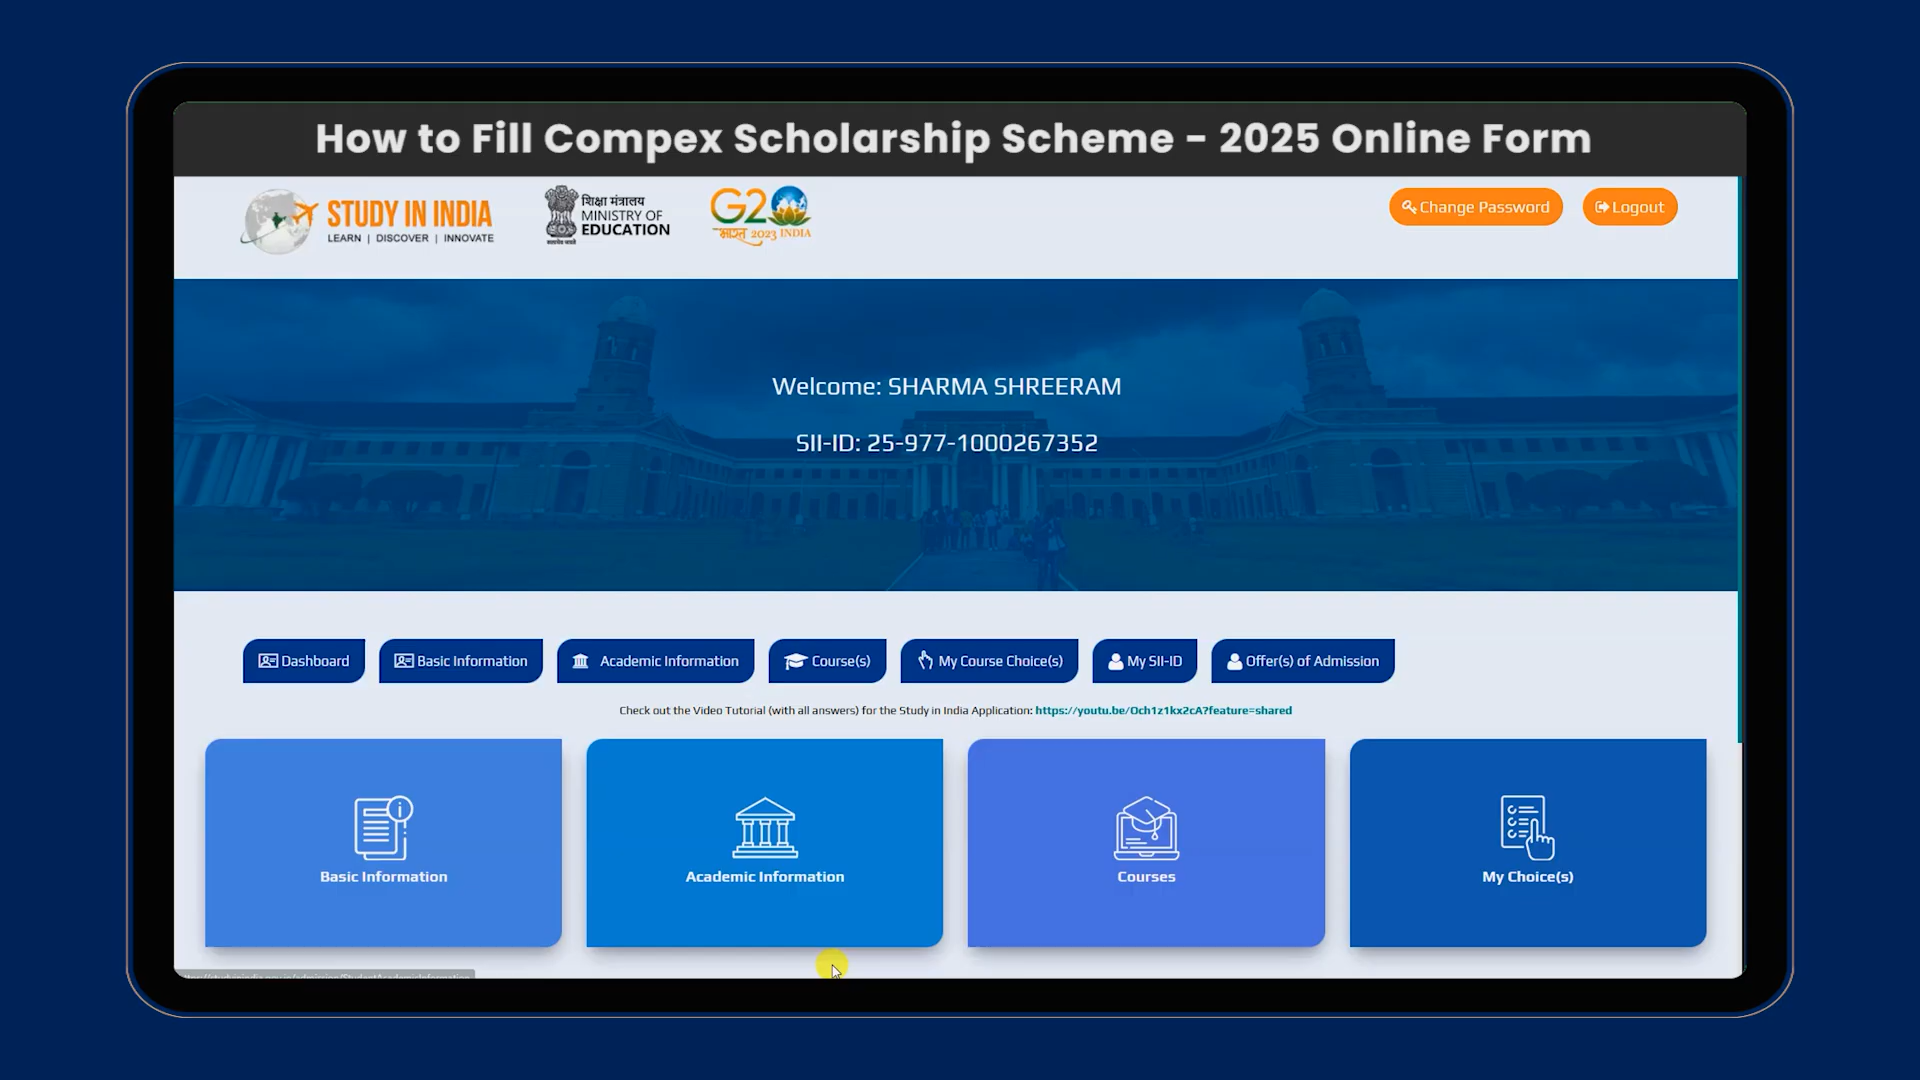 How to Fill Compex Scholarship Scheme - 2025 Online Form
STUDY IN INDIA
LEARN | DISCOVER | INNOVATE
शिक्षा मंत्रालय
MINISTRY OF
EDUCATION
सत्यमेव जयते
G20
भारत 2023 INDIA
Change Password
Logout
Welcome: SHARMA SHREERAM
SII-ID: 25-977-1000267352
Dashboard
Basic Information
Academic Information
Course(s)
My Course Choice(s)
My SII-ID
Offer(s) of Admission
Check out the Video Tutorial (with all answers) for the Study in India Application: https://youtu.be/Och1z1kx2cA?feature=shared
Basic Information
Academic Information
Courses
My Choice(s)